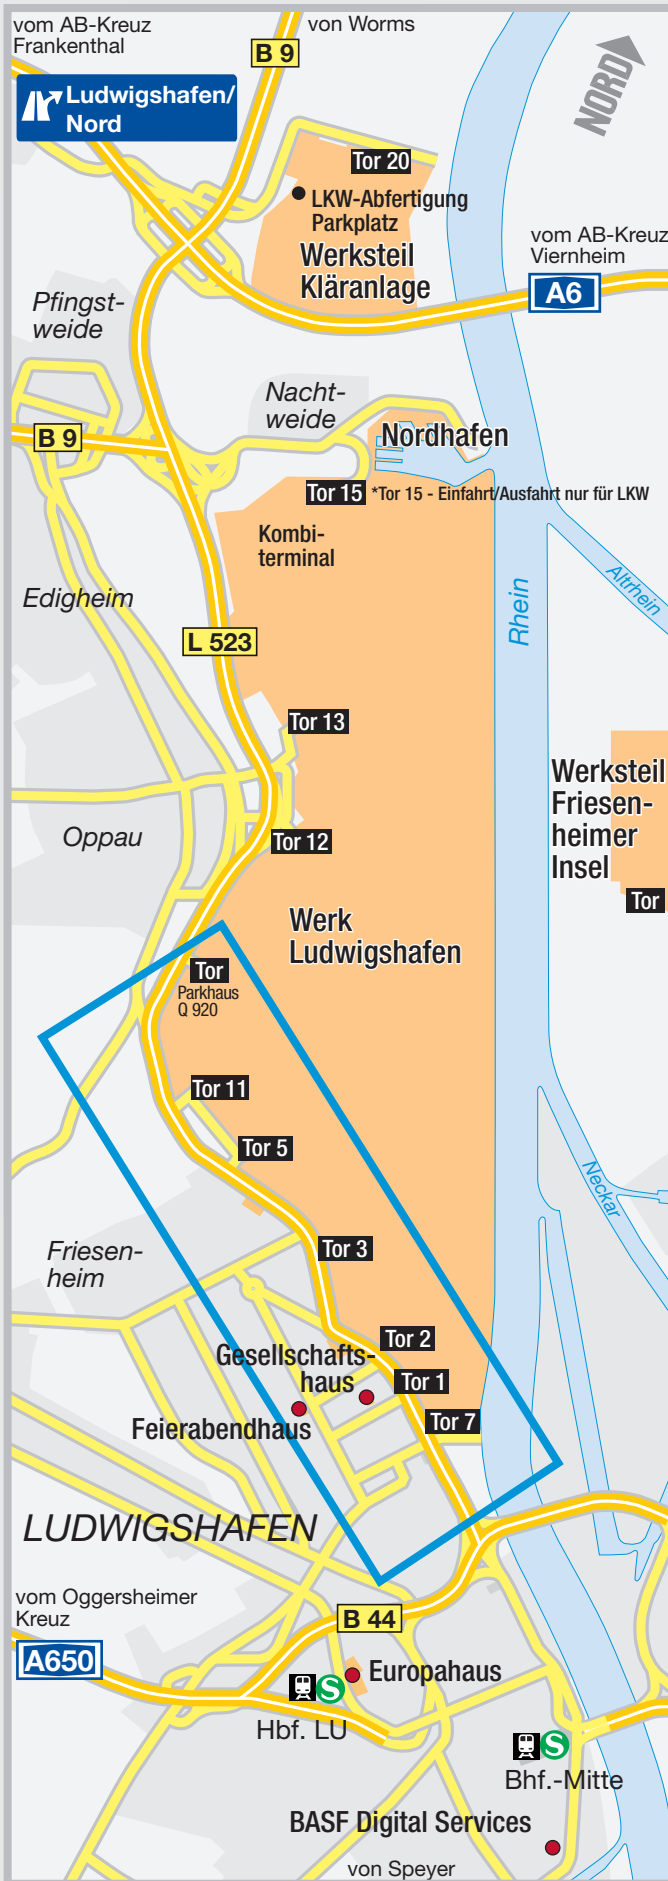 vom AB-Kreuz
Frankenthal
von Worms
B 9
NORD
Ludwigshafen/
Nord
Tor 20
LKW-Abfertigung
Parkplatz
Werksteil
Kläranlage
vom AB-Kreuz
Viernheim
A6
Pfingst-
weide
Nacht-
weide
B 9
Nordhafen
Tor 15 *Tor 15 - Einfahrt/Ausfahrt nur für LKW
Kombi-
terminal
Edigheim
Rhein
Altrhein
L 523
Tor 13
Werksteil
Friesen-
heimer
Insel
Oppau
Tor 12
Tor
Werk
Ludwigshafen
Tor
Parkhaus
Q 920
Tor 11
Tor 5
Neckar
Friesen-
heim
Tor 3
Tor 2
Gesellschafts-
haus
Tor 1
Feierabendhaus
Tor 7
LUDWIGSHAFEN
vom Oggersheimer
Kreuz
B 44
A650
Europahaus
S
Hbf. LU
S
Bhf.-Mitte
BASF Digital Services
von Speyer